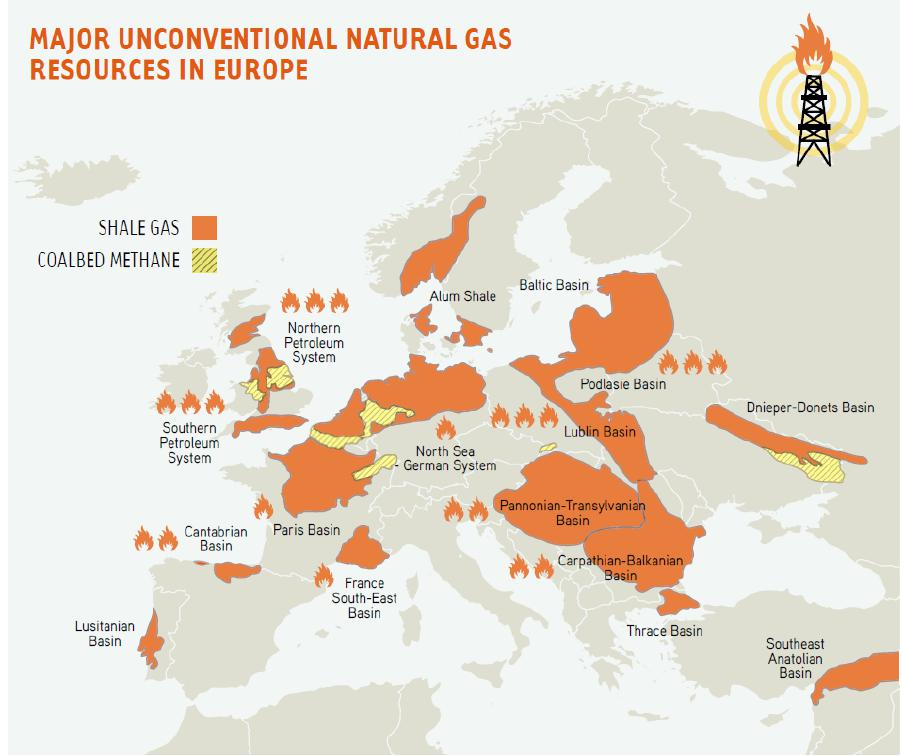 MAJOR UNCONVENTIONAL NATURAL GAS
RESOURCES IN EUROPE
SHALE GAS
COALBED METHANE
Alum Shale
Baltic Basin
Northern
Petroleum
System
Podlasie Basin
Dnieper-Donets Basin
Southern
Petroleum
System
Lublin Basin
North Sea
- German System
Pannonian-Transylvanian
Basin
Paris Basin
Cantabrian
Basin
Carpathian-Balkanian
Basin
France
South-East
Basin
Lusitanian
Basin
Thrace Basin
Southeast
Anatolian
Basin